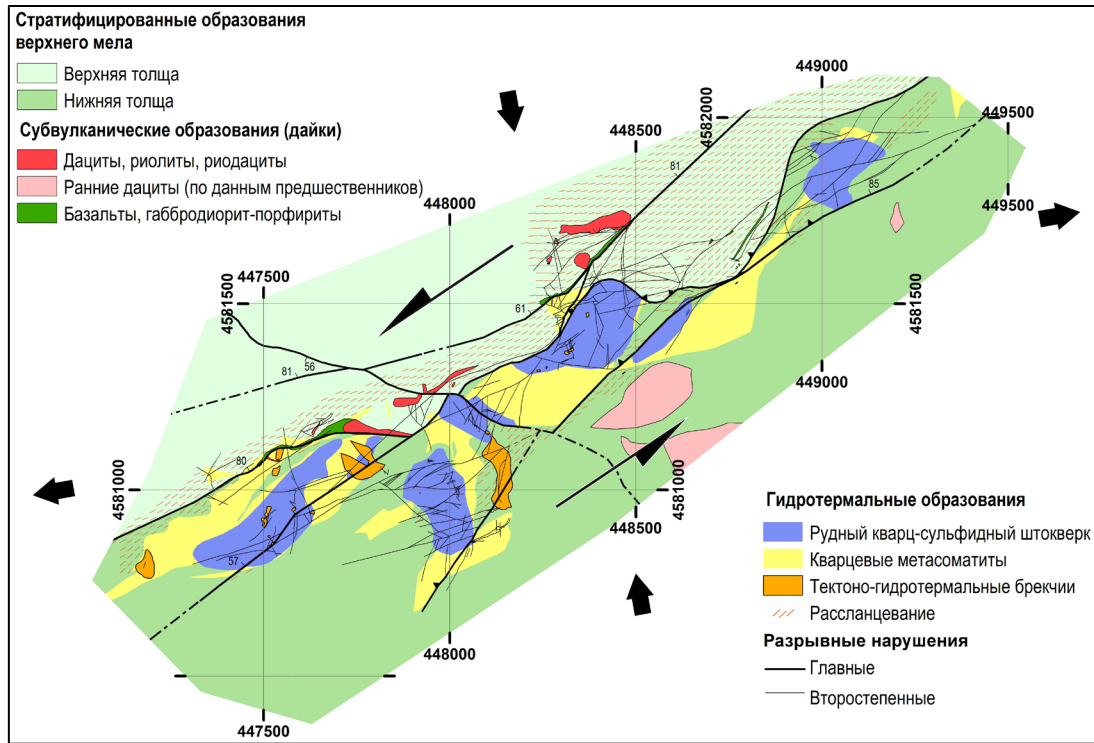 Стратифицированные образования
верхнего мела
Верхняя толща
Нижняя толща
Субвулканические образования (дайки)
Дациты, риолиты, риодациты
Ранние дациты (по данным предшественников)
Базальты, габбродиорит-порфириты
449000
4582000
448500
449500
81
85
449500
448000
447500
4581500
61
4581500
56
81
449000
80
4581000
4581000
448500
57
448000
447500
Гидротермальные образования
Рудный кварц-сульфидный штокверк
Кварцевые метасоматиты
Тектоно-гидротермальные брекчии
Рассланцевание
Разрывные нарушения
Главные
Второстепенные